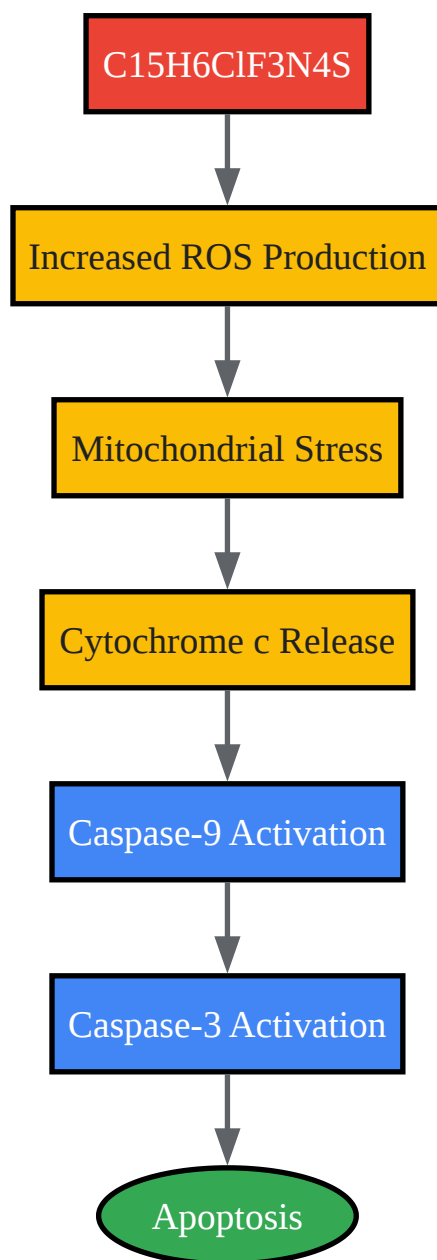 C15H6ClF3N4S
Increased ROS Production
Mitochondrial Stress
Cytochrome c Release
Caspase-9 Activation
Caspase-3 Activation
Apoptosis